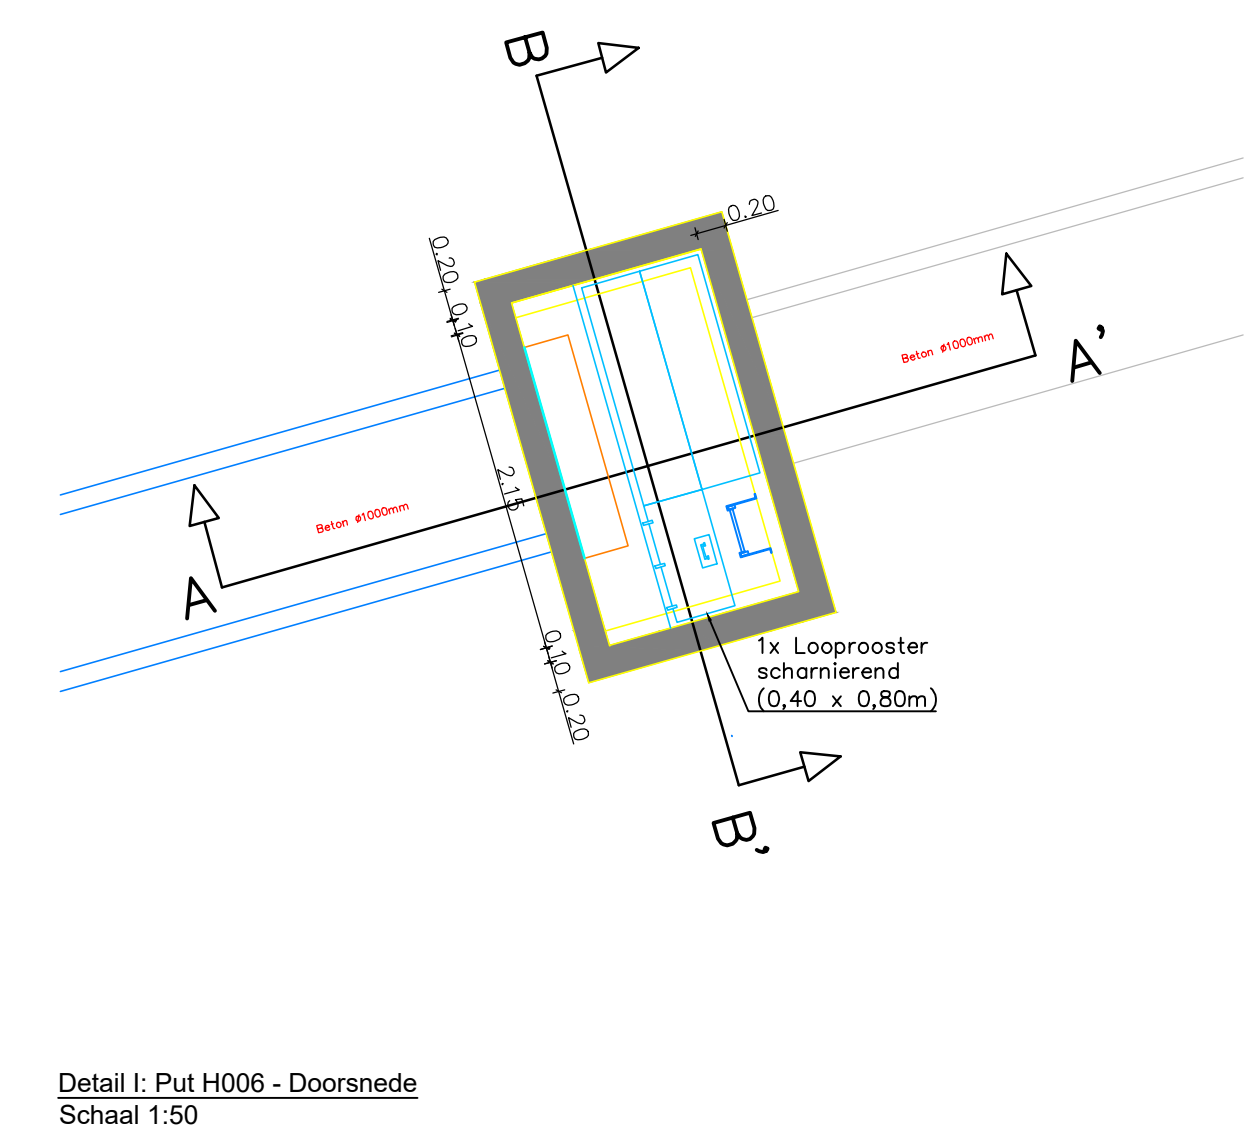 B
0.20
0.20
0.10
A'
Beton ø1000mm
2.15
Beton ø1000mm
A
0.10
0.20
1x Looprooster
scharnierend
(0,40 x 0,80m)
B'
Detail I: Put H006 - Doorsnede
Schaal 1:50